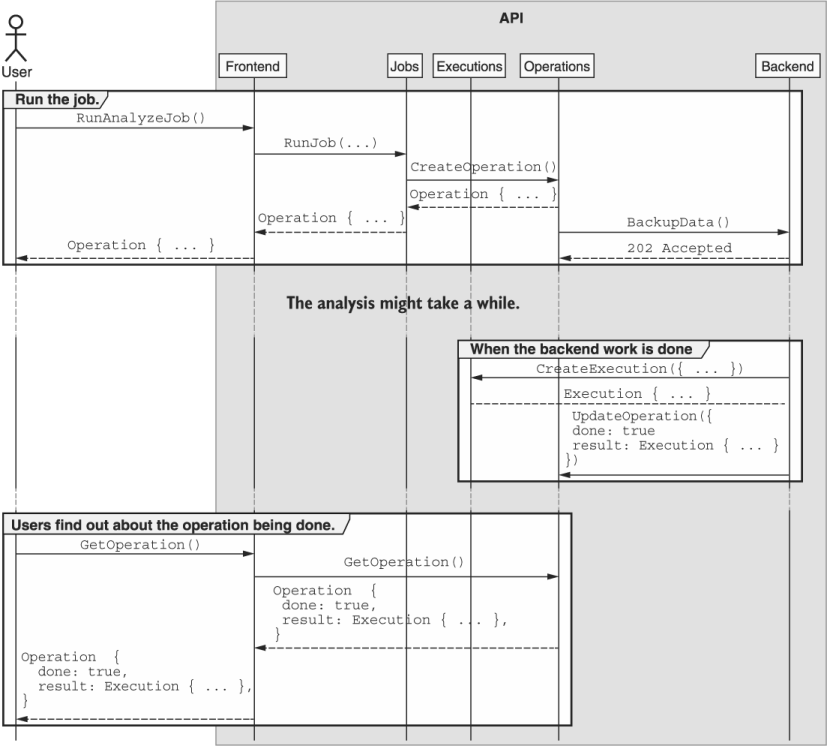 API
User
Frontend
Jobs
Executions
Operations
Backend
Run the job.
RunAnalyzeJob()
RunJob(...)
CreateOperation()
Operation { ... }
Operation { ... }
BackupData()
Operation { ... }
202 Accepted
The analysis might take a while.
When the backend work is done
CreateExecution({ ... })
Execution { ... }
UpdateOperation({
done: true
result: Execution { ... }
})
Users find out about the operation being done.
GetOperation()
GetOperation()
Operation {
done: true,
result: Execution { ... },
}
Operation {
done: true,
result: Execution { ... },
}